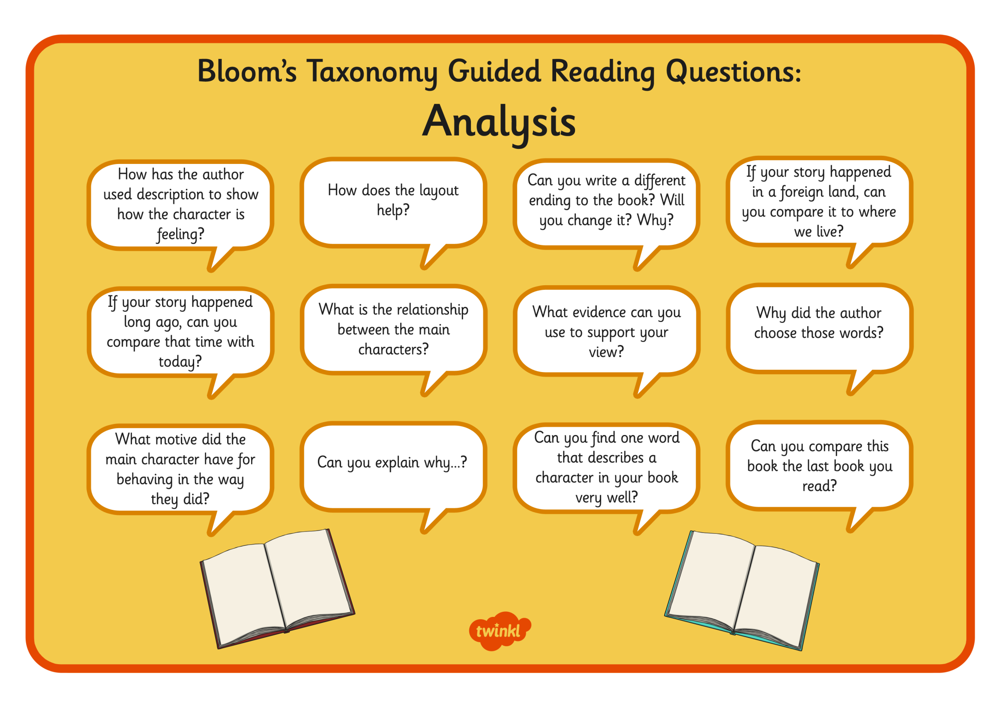 Bloom's Taxonomy Guided Reading Questions:
Analysis
How has the author
used description to show
how the character is
feeling?
How does the layout
help?
Can you write a different
ending to the book? Will
you change it? Why?
If your story happened
in a foreign land, can
you compare it to where
we live?
If your story happened
long ago, can you
compare that time with
today?
What is the relationship
between the main
characters?
What evidence can you
use to support your
view?
Why did the author
choose those words?
What motive did the
main character have for
behaving in the way
they did?
Can you explain why...?
Can you find one word
that describes a
character in your book
very well?
Can you compare this
book the last book you
read?
twinkl